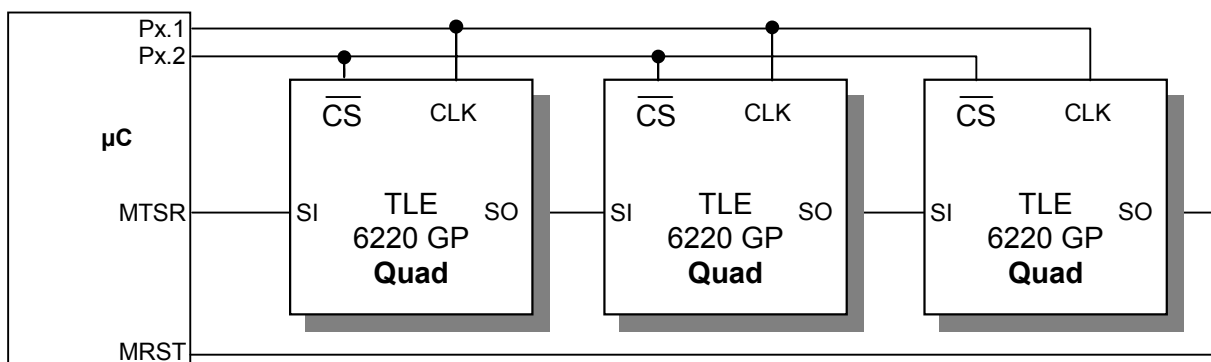 Px.1
Px.2
µC
MTSR
MRST
CS CLK
SI TLE SO
6220 GP
Quad
CS CLK
SI TLE SO
6220 GP
Quad
CS CLK
SI TLE SO
6220 GP
Quad